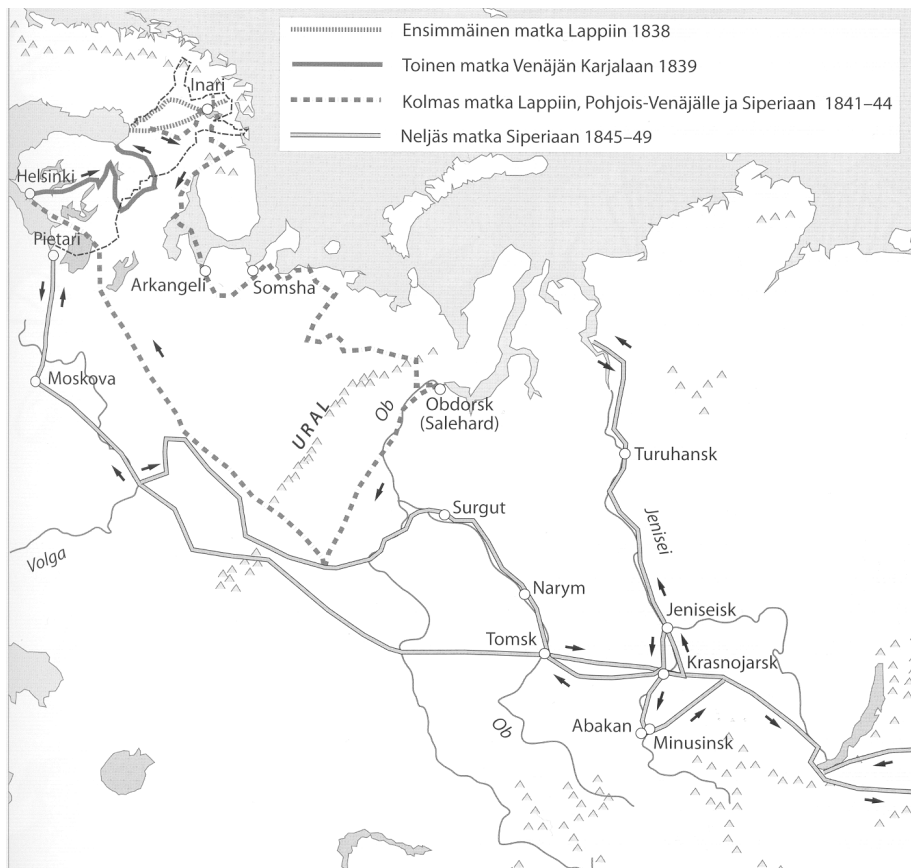 Ensimmäinen matka Lappiin 1838
Toinen matka Venäjän Karjalaan 1839
Kolmas matka Lappiin, Pohjois-Venäjälle ja Siperiaan 1841–44
Neljäs matka Siperiaan 1845–49
Inari
Helsinki
Pietari
Arkangeli
Somsha
Moskova
URAL
Ob
Obdorsk
(Salehard)
Turuhansk
Surgut
Jenisei
Volga
Narym
Jeniseisk
Tomsk
Krasnojarsk
Ob
Abakan
Minusinsk